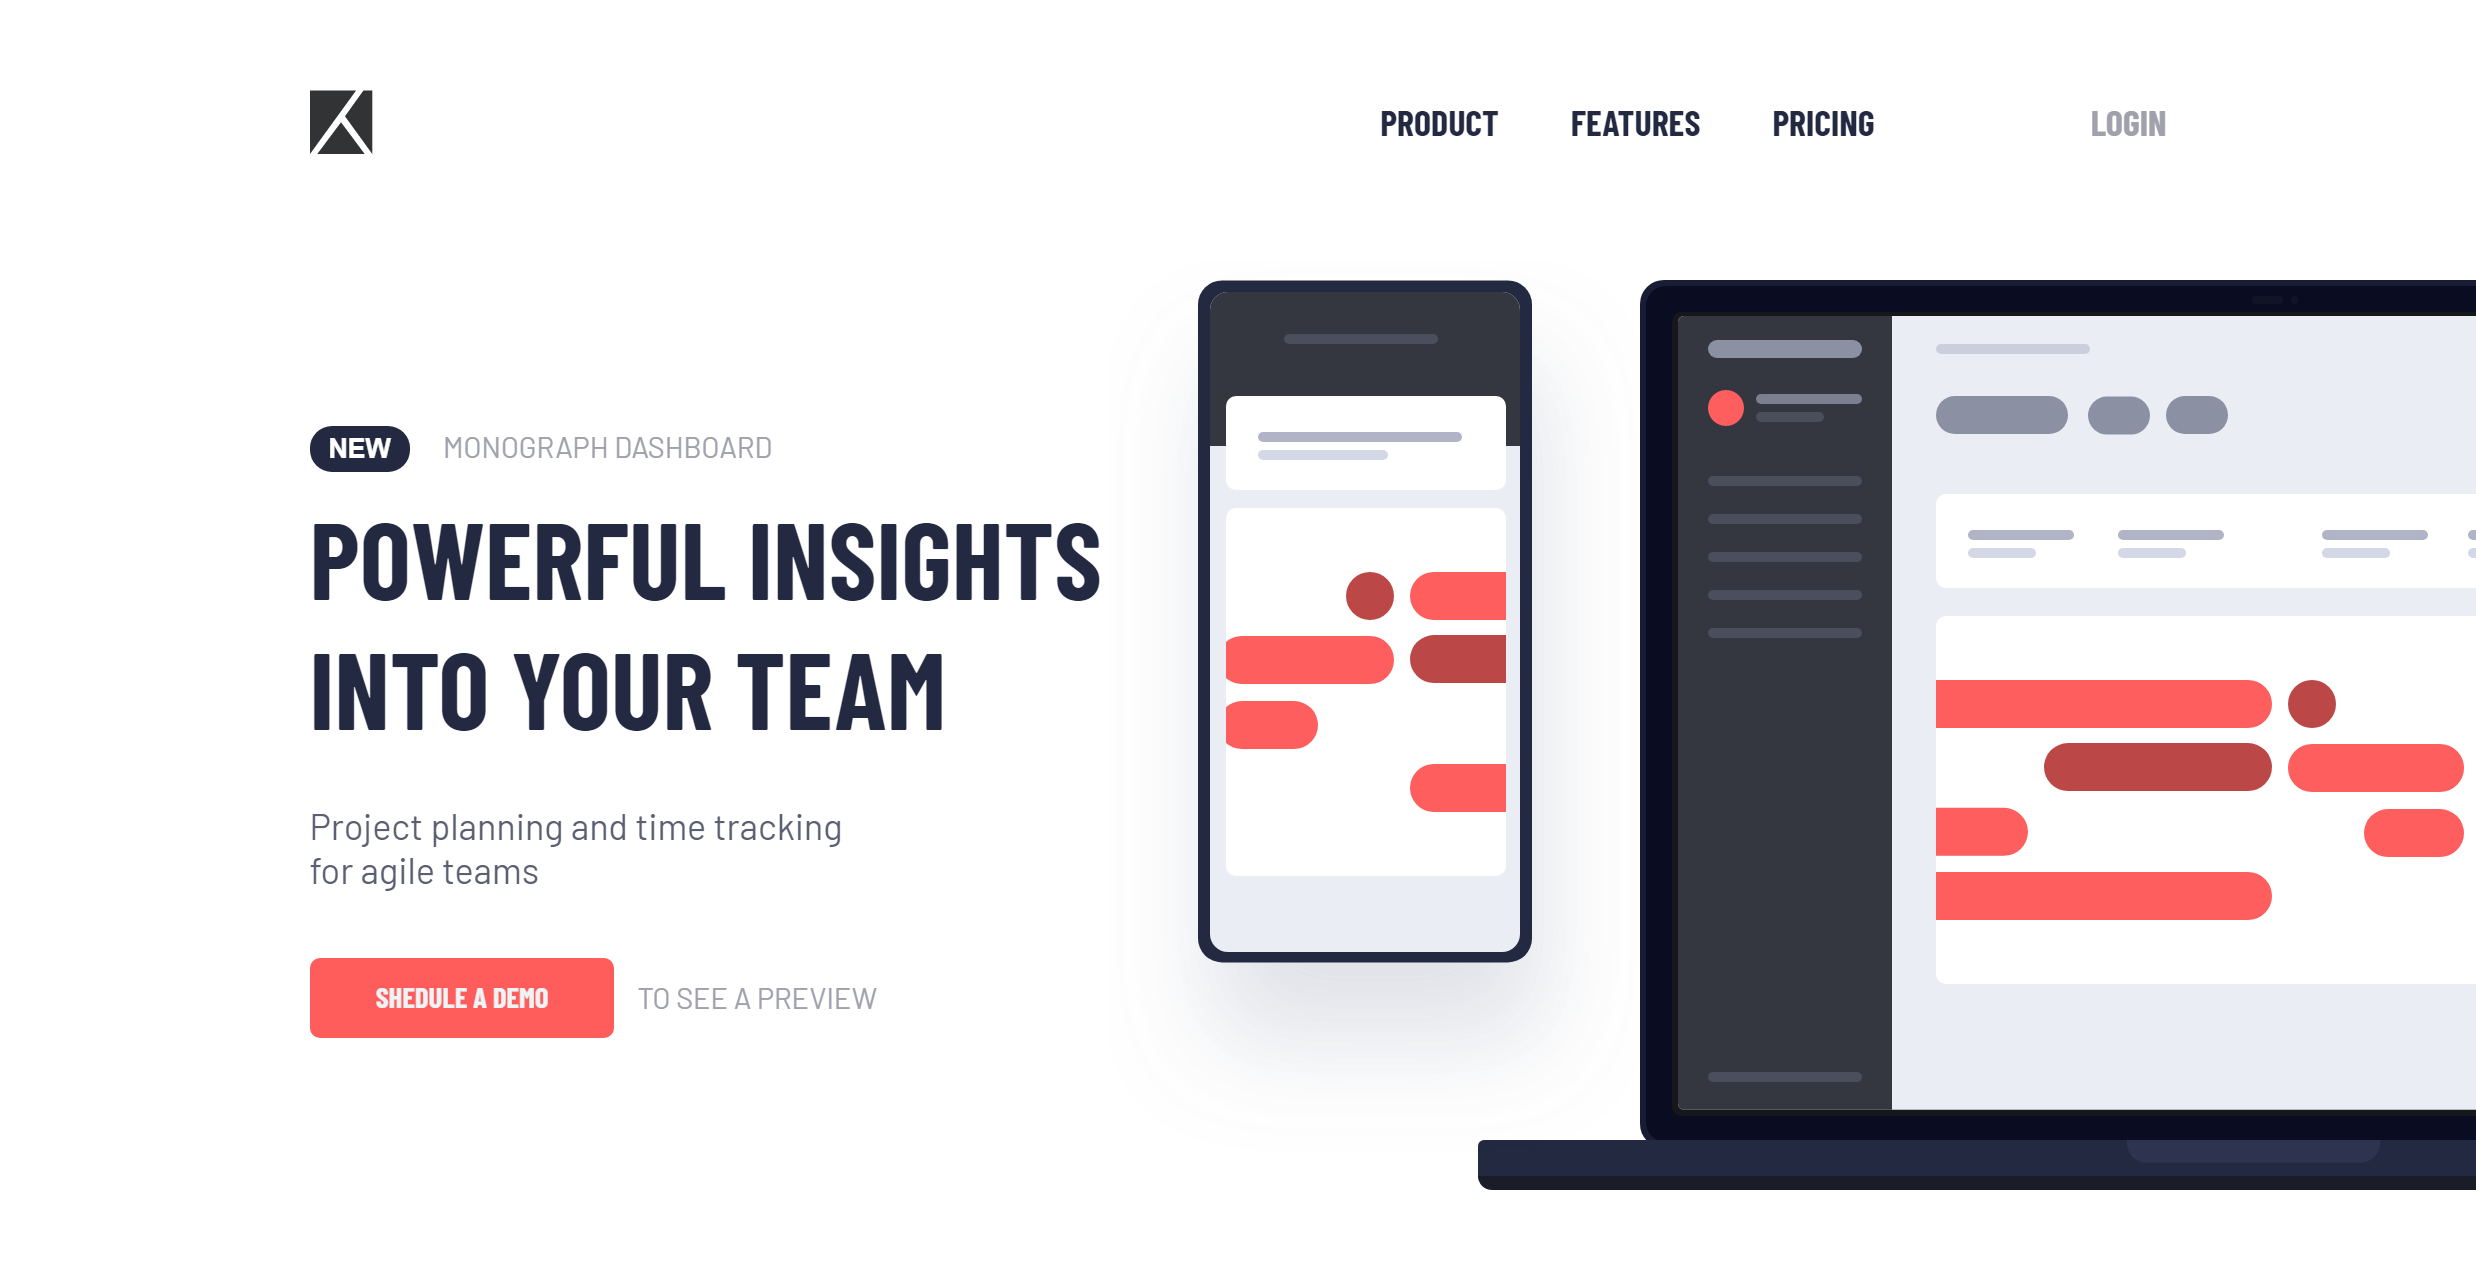 PRODUCT FEATURES PRICING LOGIN
NEW MONOGRAPH DASHBOARD
POWERFUL INSIGHTS
INTO YOUR TEAM
Project planning and time tracking
for agile teams
SHEDULE A DEMO TO SEE A PREVIEW